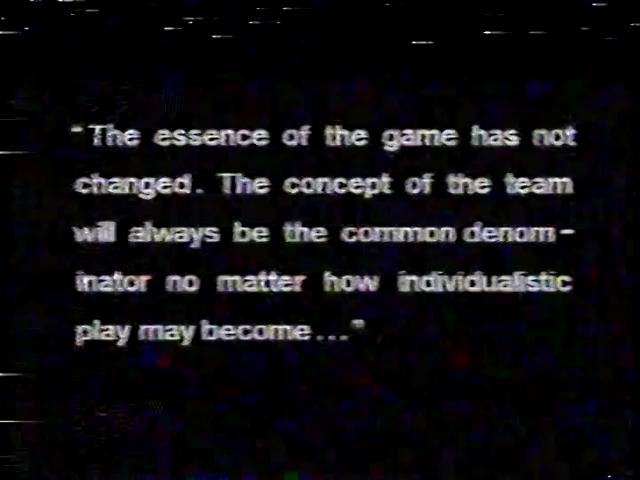 "The essence of the game has not
changed. The concept of the team
will always be the common denom-
inator no matter how individualistic
play may become..."